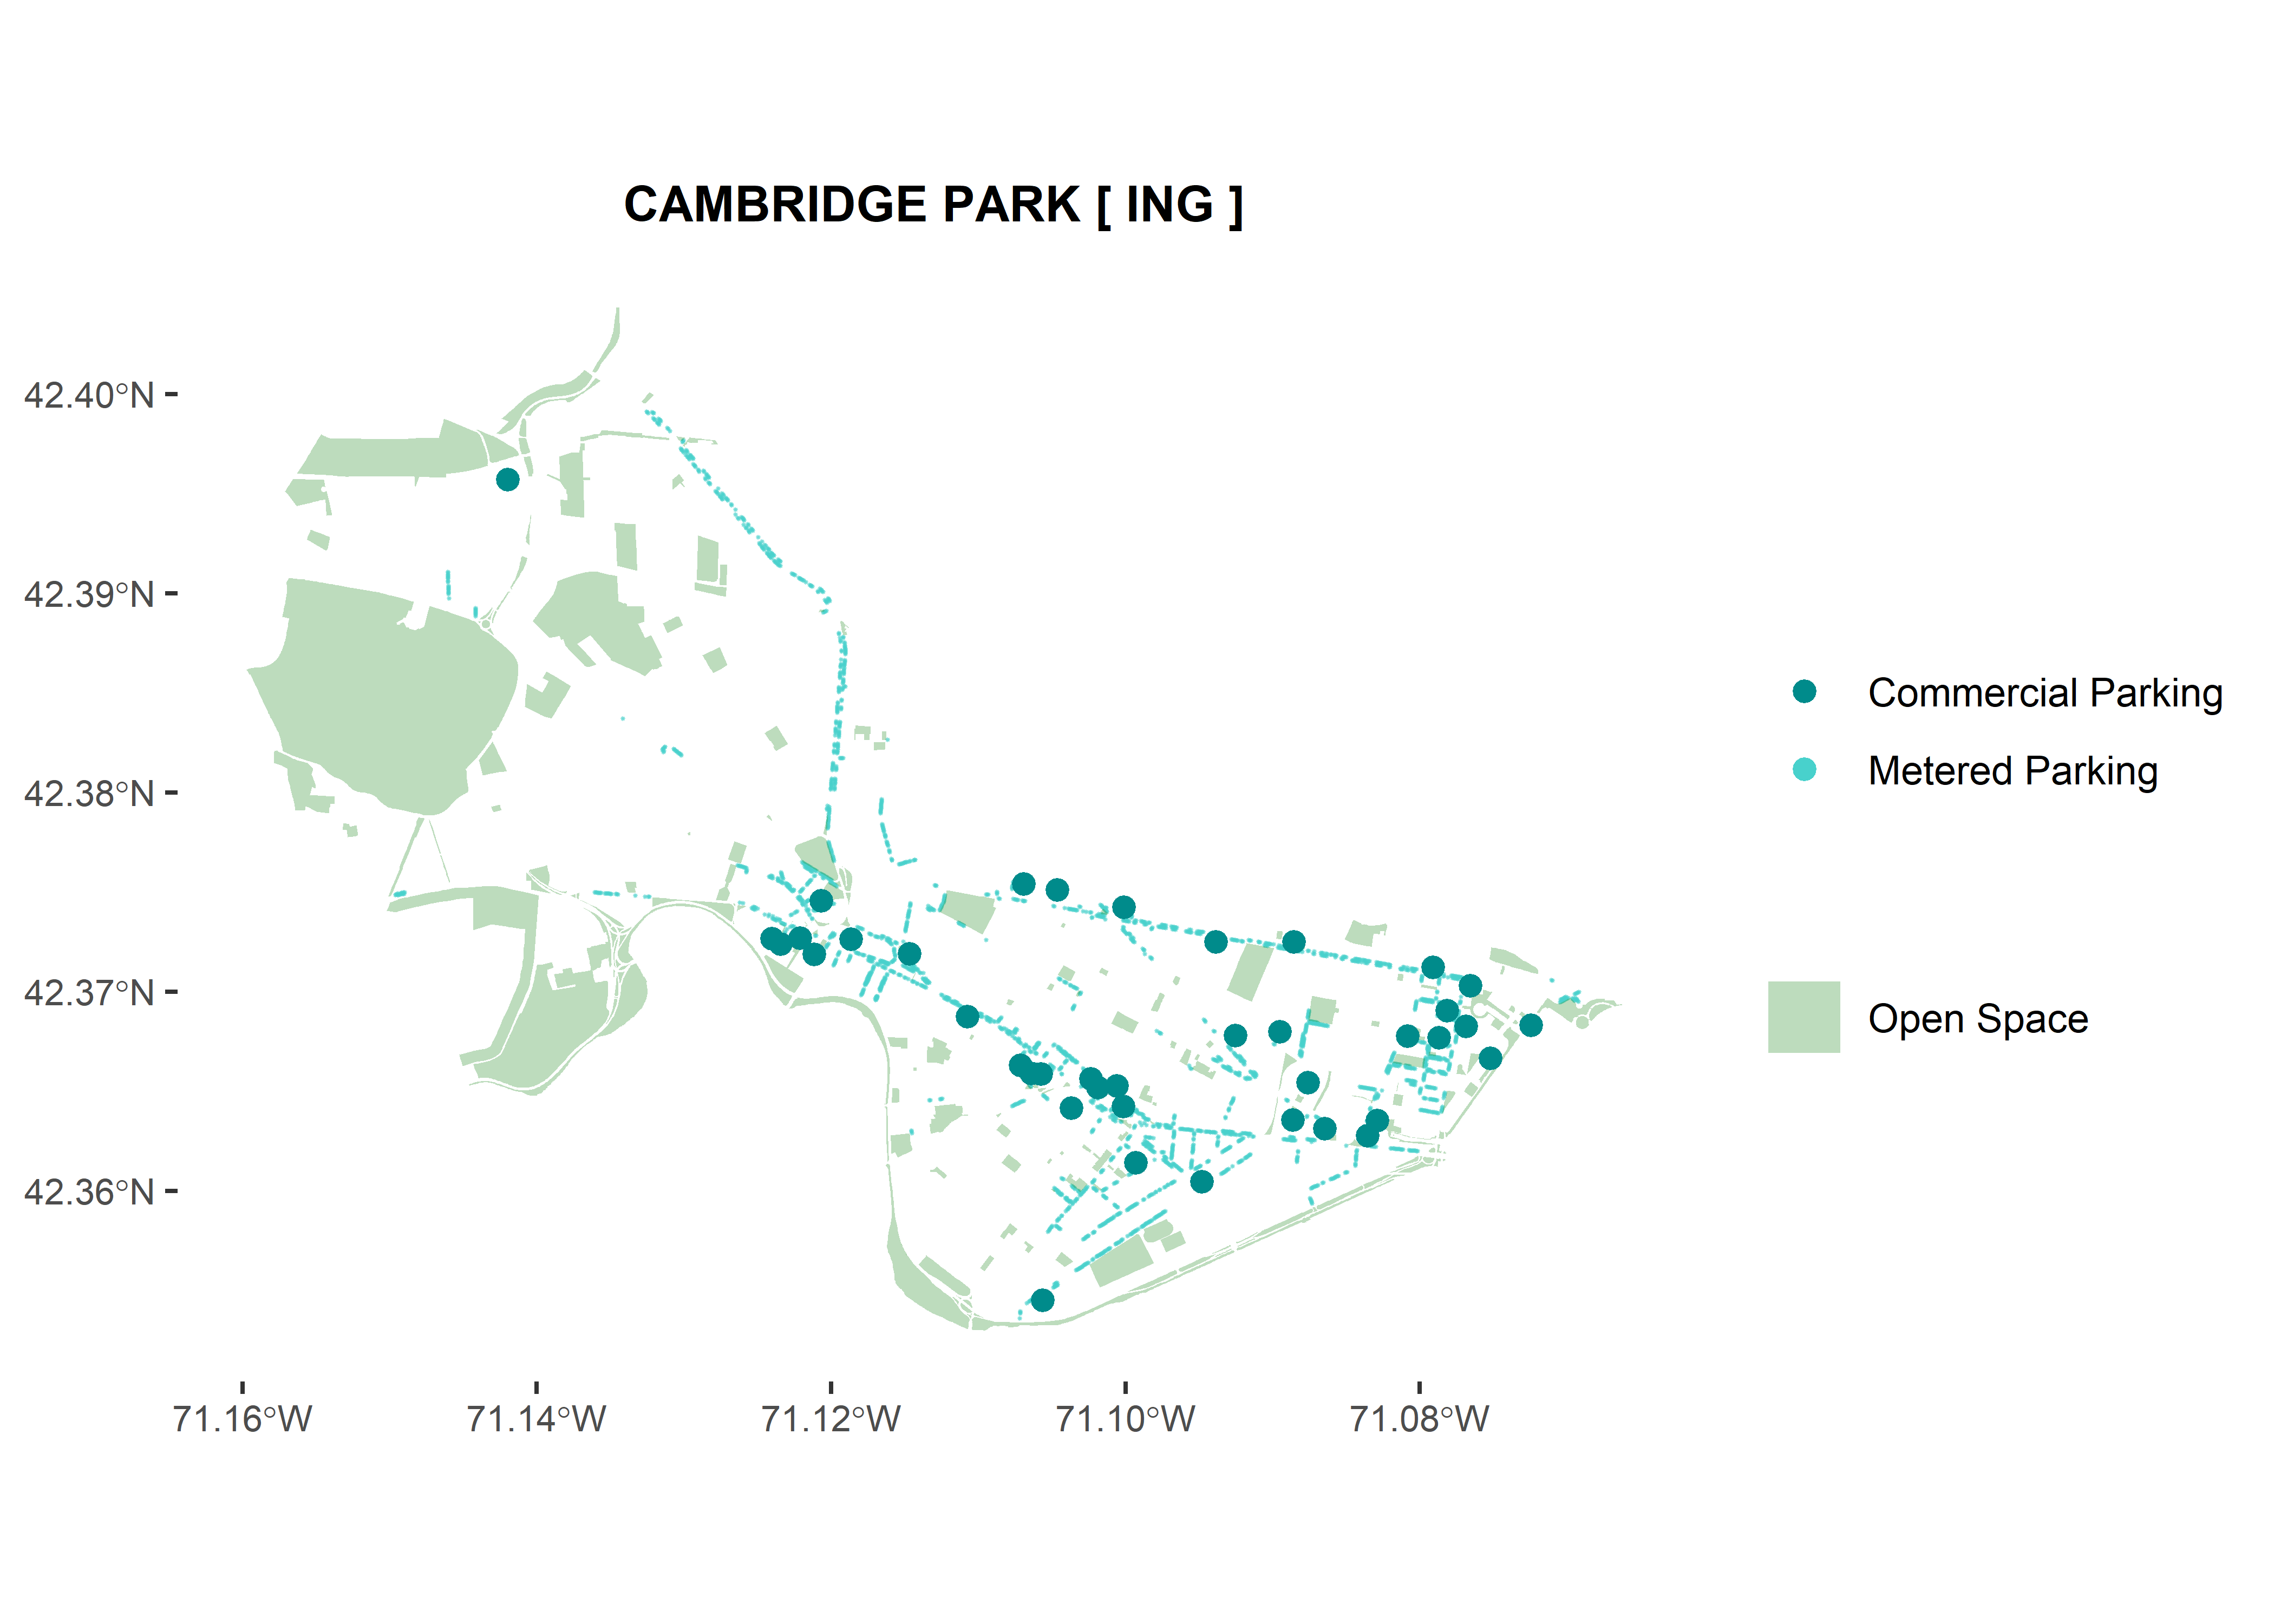 CAMBRIDGE PARK [ ING ]
42.40°N
42.39°N
42.38°N
42.37°N
42.36°N
71.16°W
71.14°W
71.12°W
71.10°W
71.08°W
Commercial Parking
Metered Parking
Open Space